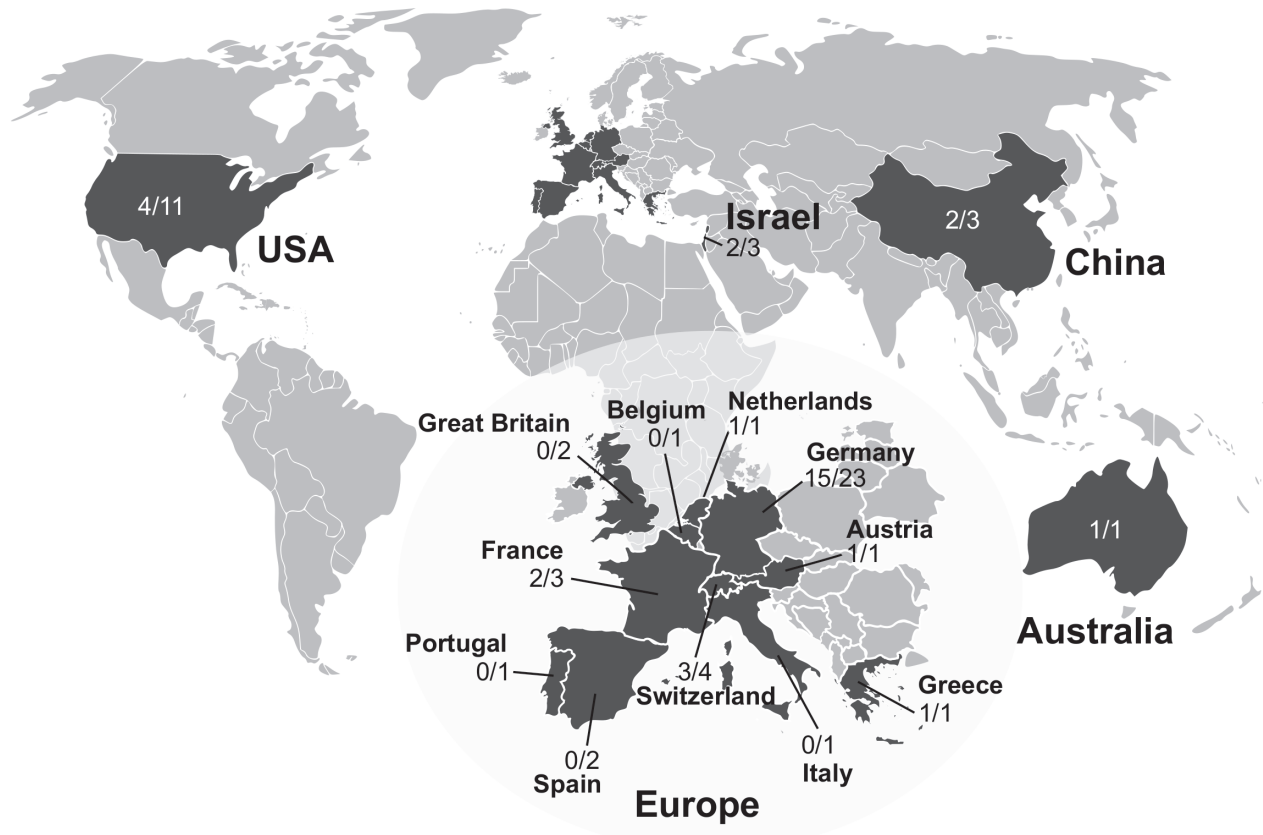 4/11
USA
Israel
2/3
2/3
China
Great Britain
0/2
Belgium
0/1
Netherlands
1/1
Germany
15/23
Austria
1/1
France
2/3
1/1
Australia
Portugal
0/1
3/4
Switzerland
Greece
1/1
0/2
Spain
0/1
Italy
Europe